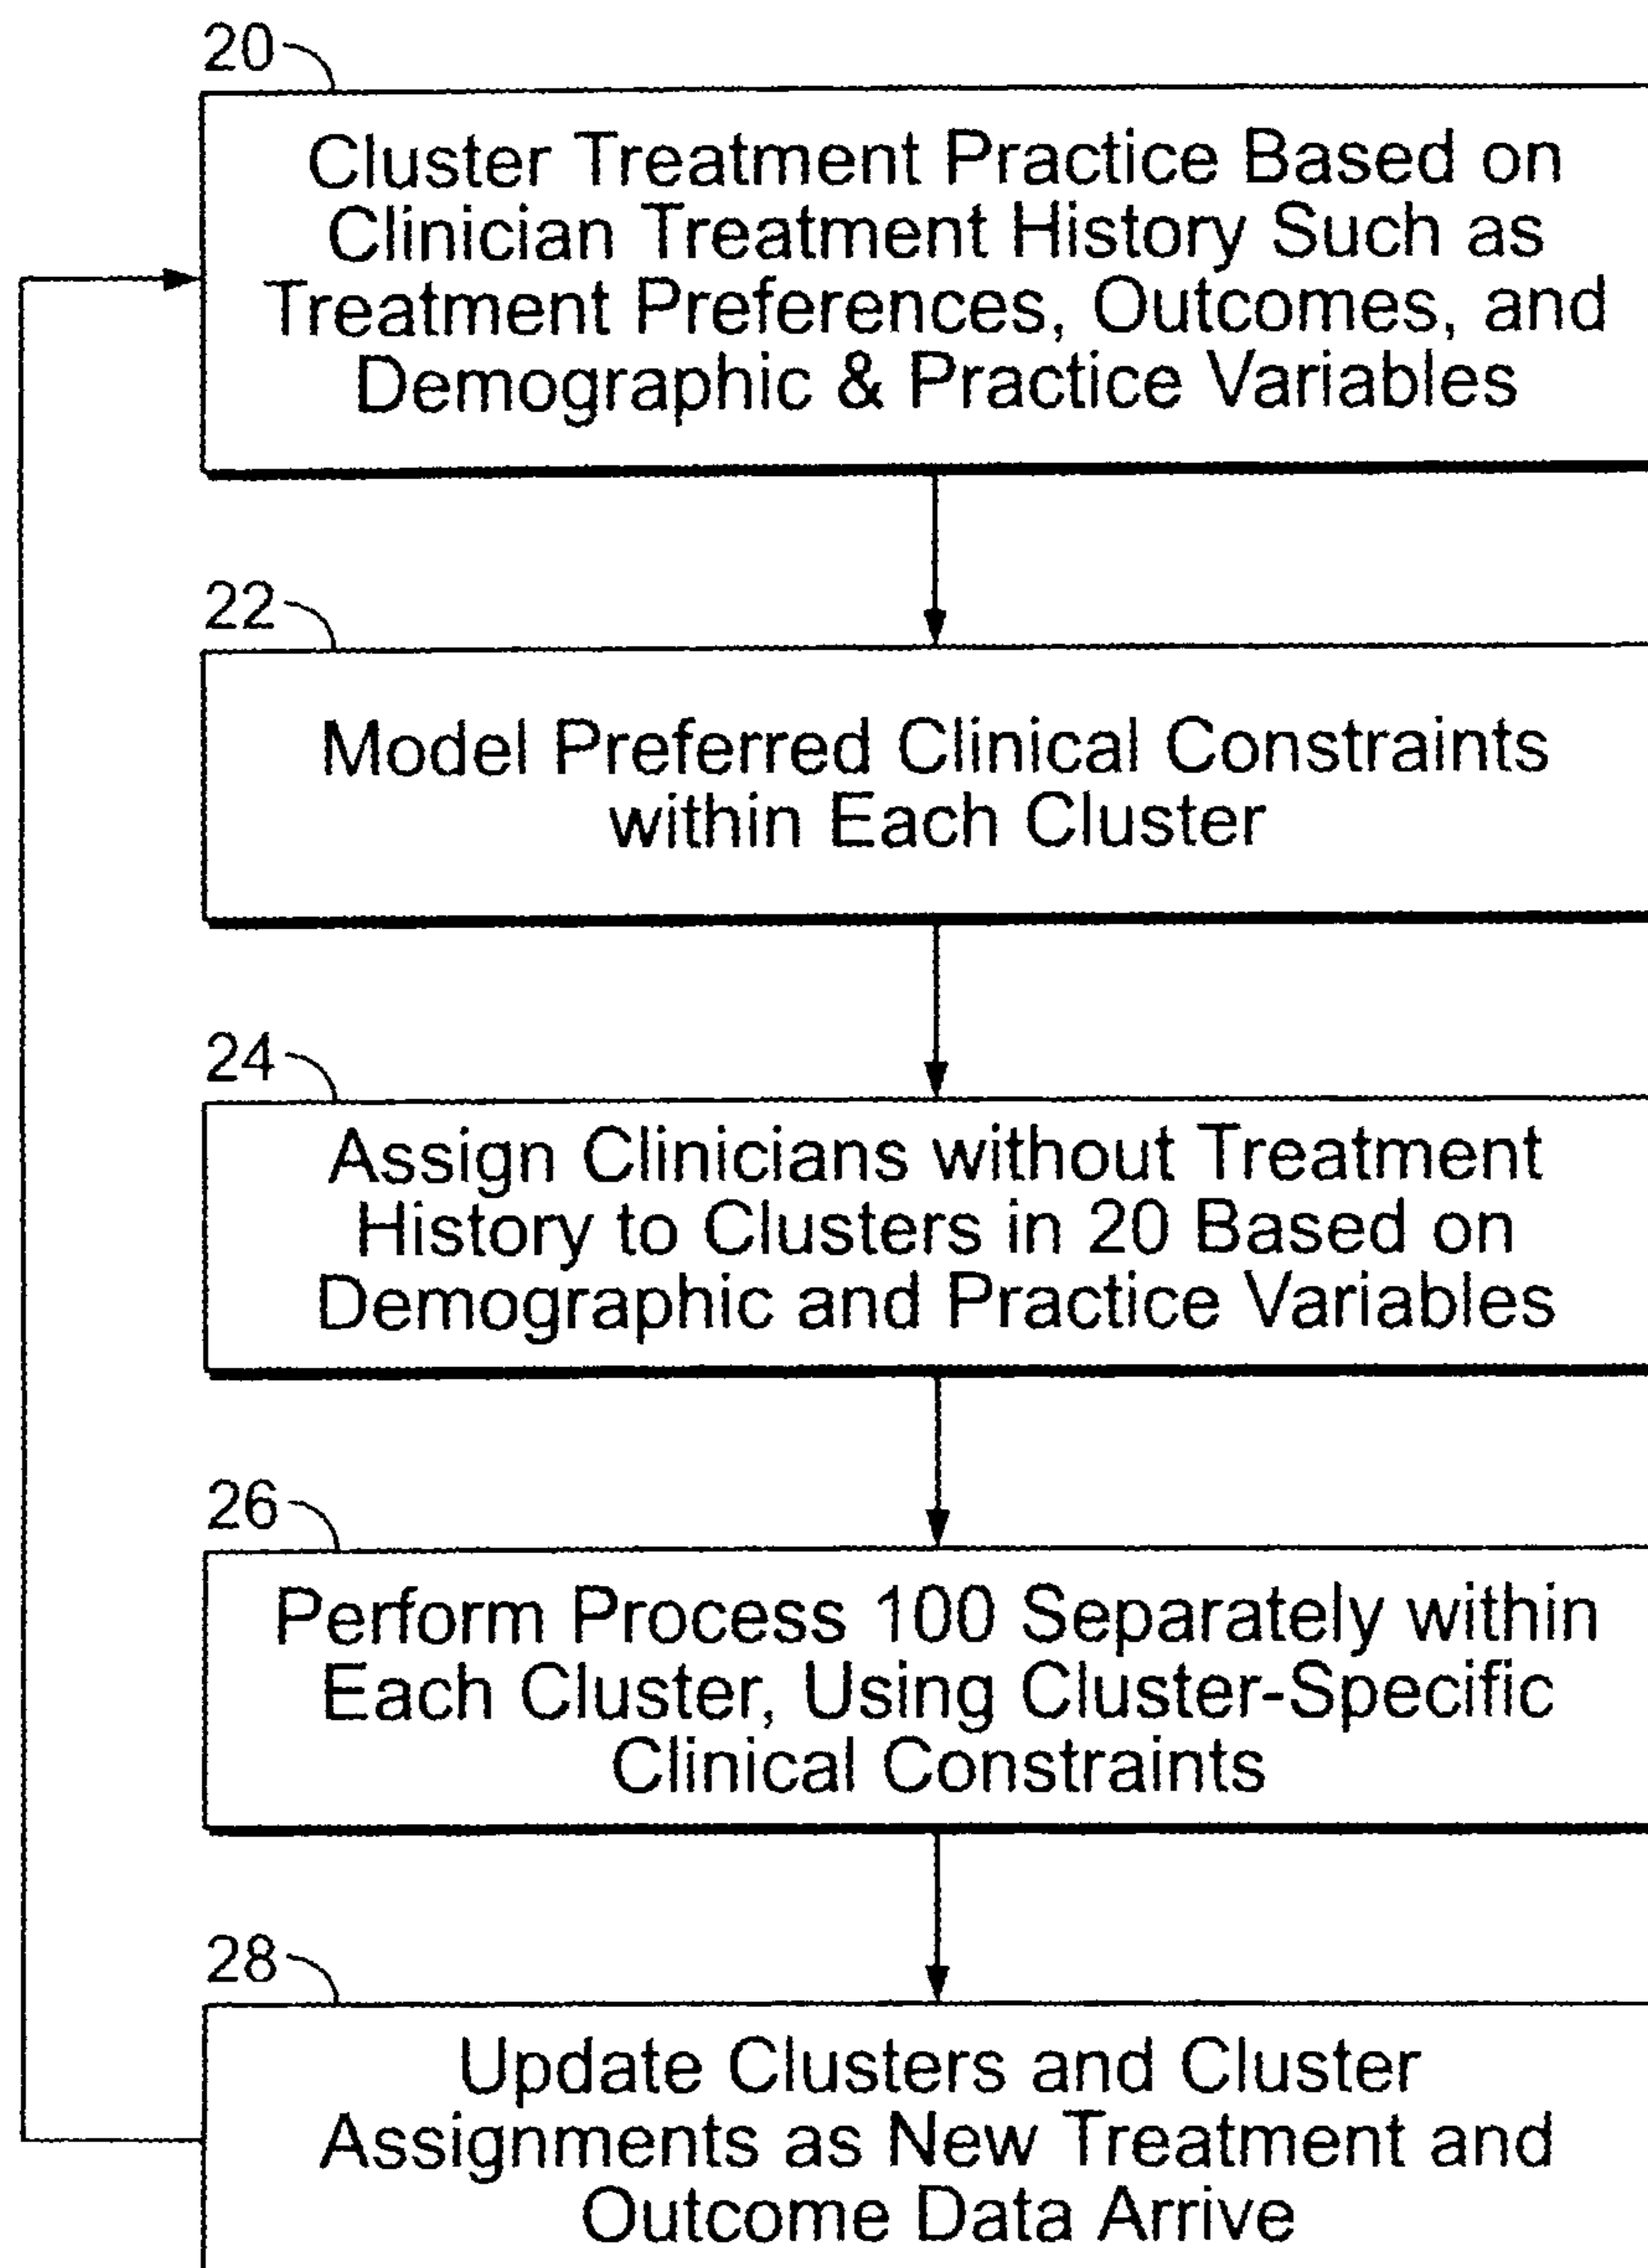 20
Cluster Treatment Practice Based on
Clinician Treatment History Such as
Treatment Preferences, Outcomes, and
Demographic & Practice Variables
22
Model Preferred Clinical Constraints
within Each Cluster
24
Assign Clinicians without Treatment
History to Clusters in 20 Based on
Demographic and Practice Variables
26
Perform Process 100 Separately within
Each Cluster, Using Cluster-Specific
Clinical Constraints
28
Update Clusters and Cluster
Assignments as New Treatment and
Outcome Data Arrive